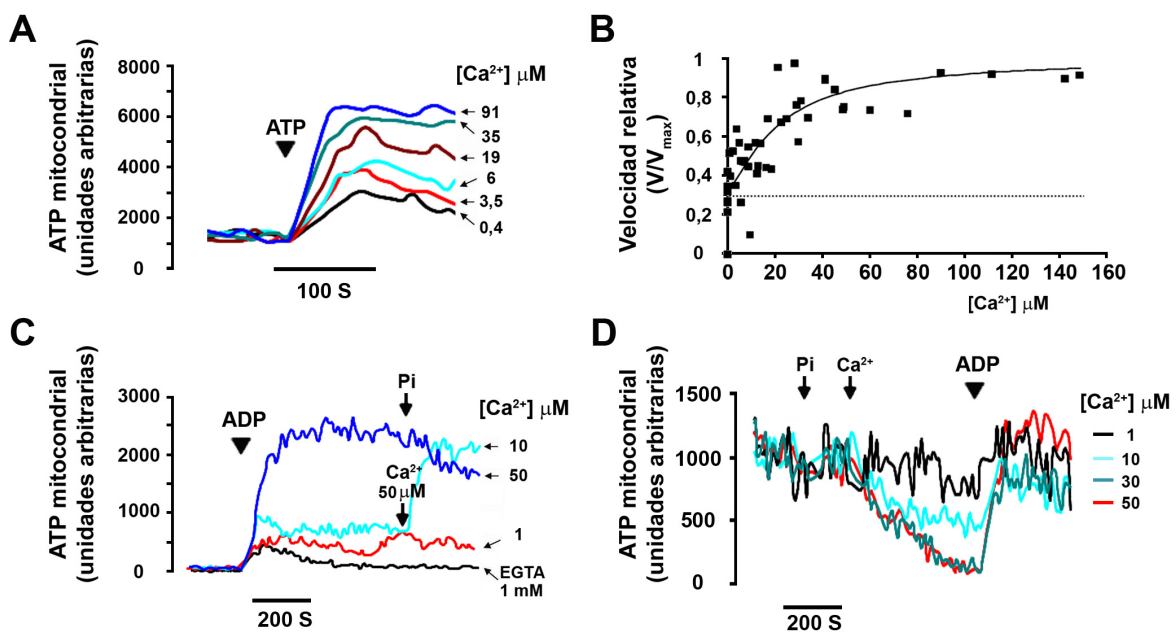 A
ATP mitocondrial
(unidades arbitrarias)
8000
6000
4000
2000
0
ATP
[Ca²⁺] μM
91
35
19
6
3,5
0,4
100 S
B
Velocidad relativa
(V/Vmax)
1
0,8
0,6
0,4
0,2
0
0 20 40 60 80 100 120 140 160
[Ca²⁺] μM
C
ATP mitocondrial
(unidades arbitrarias)
3000
2000
1000
0
ADP
Pi
Ca²⁺
50 μM
[Ca²⁺] μM
10
50
1
EGTA
1 mM
200 S
D
ATP mitocondrial
(unidades arbitrarias)
1500
1000
500
0
Pi
Ca²⁺
ADP
[Ca²⁺] μM
1
10
30
50
200 S